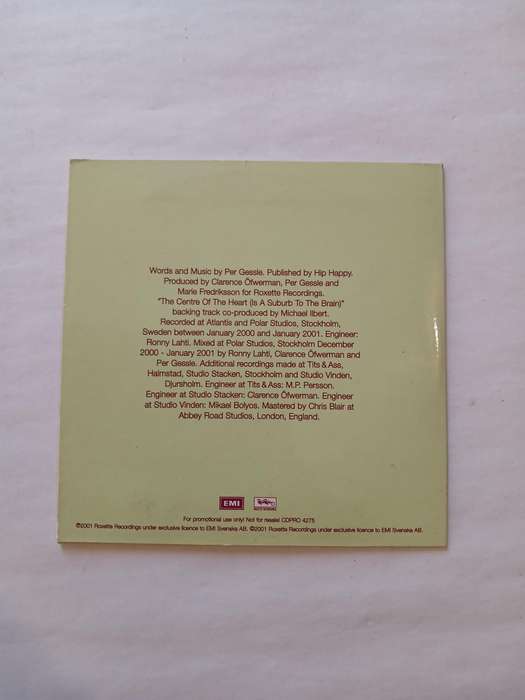 Words and Music by Per Gessle. Published by Hip Happy.
Produced by Clarence Öfwerman, Per Gessle and
Marie Fredriksson for Roxette Recordings.
"The Centre Of The Heart (Is A Suburb To The Brain)"
backing track co-produced by Michael Ilbert.
Recorded at Atlantis and Polar Studios, Stockholm,
Sweden between January 2000 and January 2001. Engineer:
Ronny Lahti. Mixed at Polar Studios, Stockholm December
2000 - January 2001 by Ronny Lahti, Clarence Öfwerman and
Per Gessle. Additional recordings made at Tits & Ass,
Halmstad, Studio Stacken, Stockholm and Studio Vinden,
Djursholm. Engineer at Tits & Ass: M.P. Persson.
Engineer at Studio Stacken: Clarence Öfwerman. Engineer
at Studio Vinden: Mikael Bolyos. Mastered by Chris Blair at
Abbey Road Studios, London, England.
EMI
For promotional use only! Not for resale! CDPRO 4275
℗2001 Roxette Recordings under exclusive licence to EMI Svenska AB. ©2001 Roxette Recordings under exclusive licence to EMI Svenska AB.